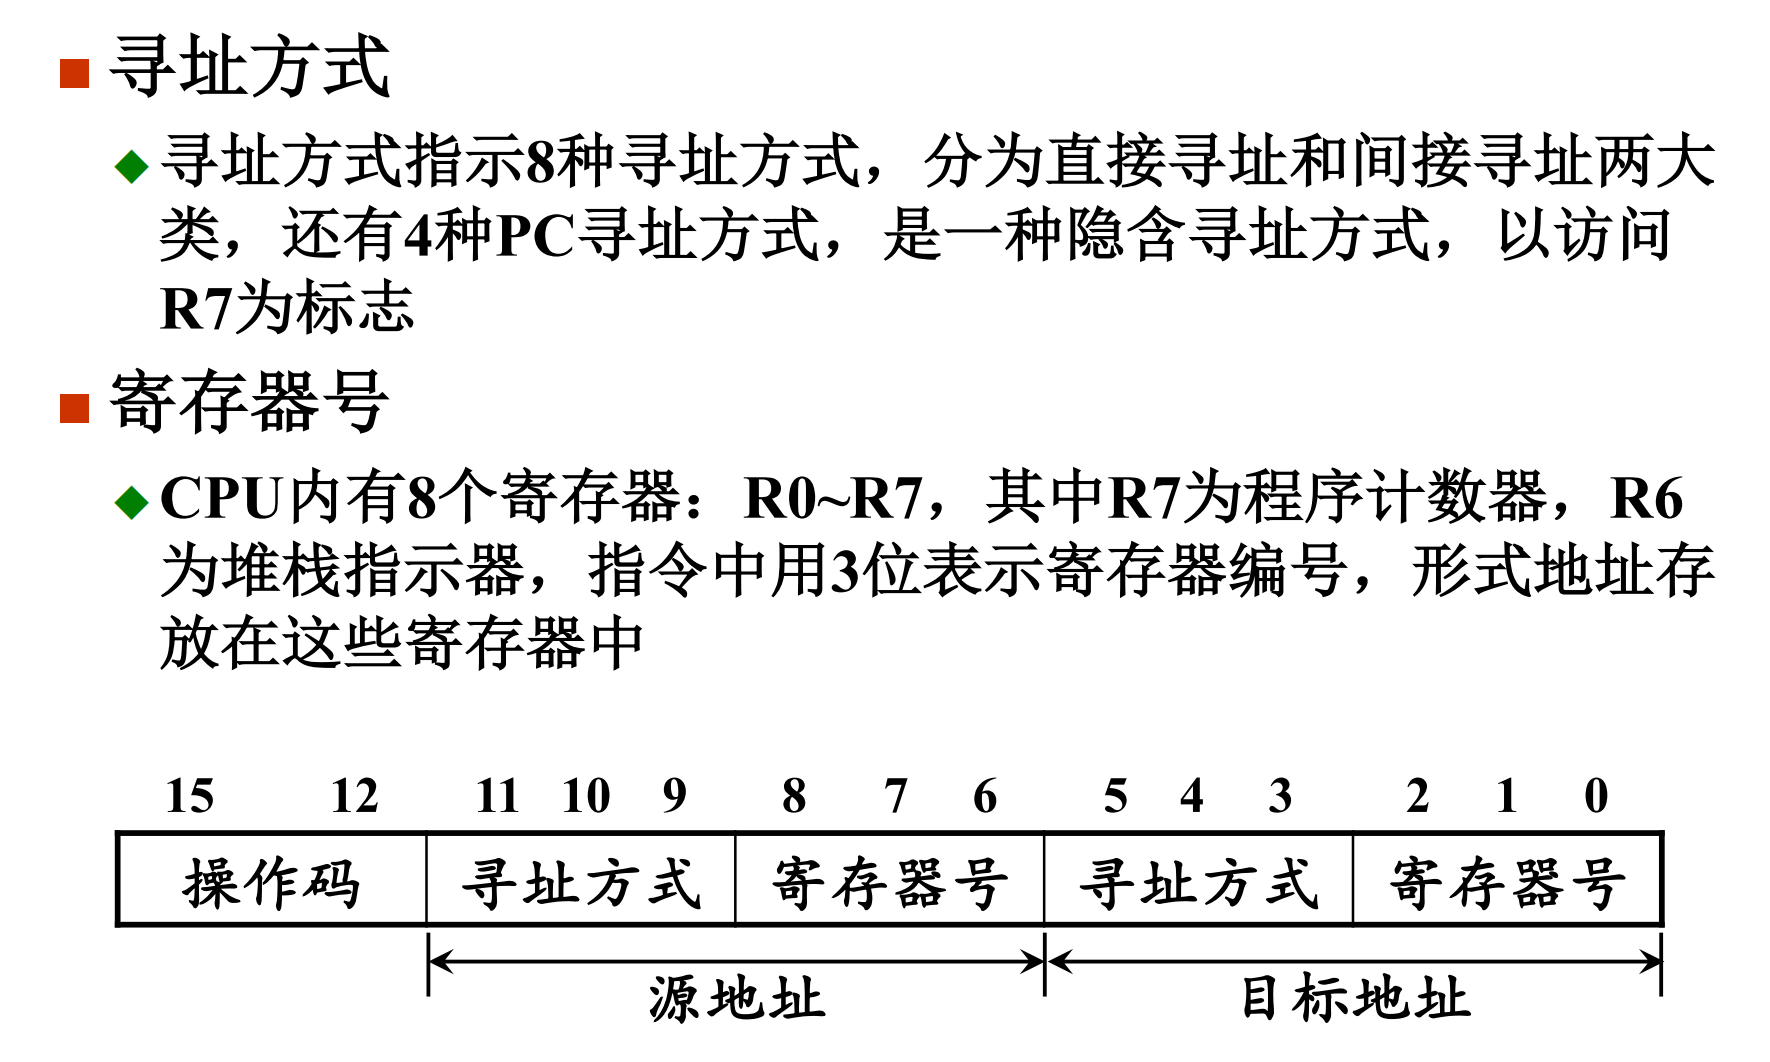 寻址方式
寻址方式指示8种寻址方式，分为直接寻址和间接寻址两大
类，还有4种PC寻址方式，是一种隐含寻址方式，以访问
R7为标志
寄存器号
CPU内有8个寄存器：R0~R7，其中R7为程序计数器，R6
为堆栈指示器，指令中用3位表示寄存器编号，形式地址存
放在这些寄存器中
15 12 11 10 9 8 7 6 5 4 3 2 1 0
操作码 寻址方式 寄存器号 寻址方式 寄存器号
源地址 目标地址